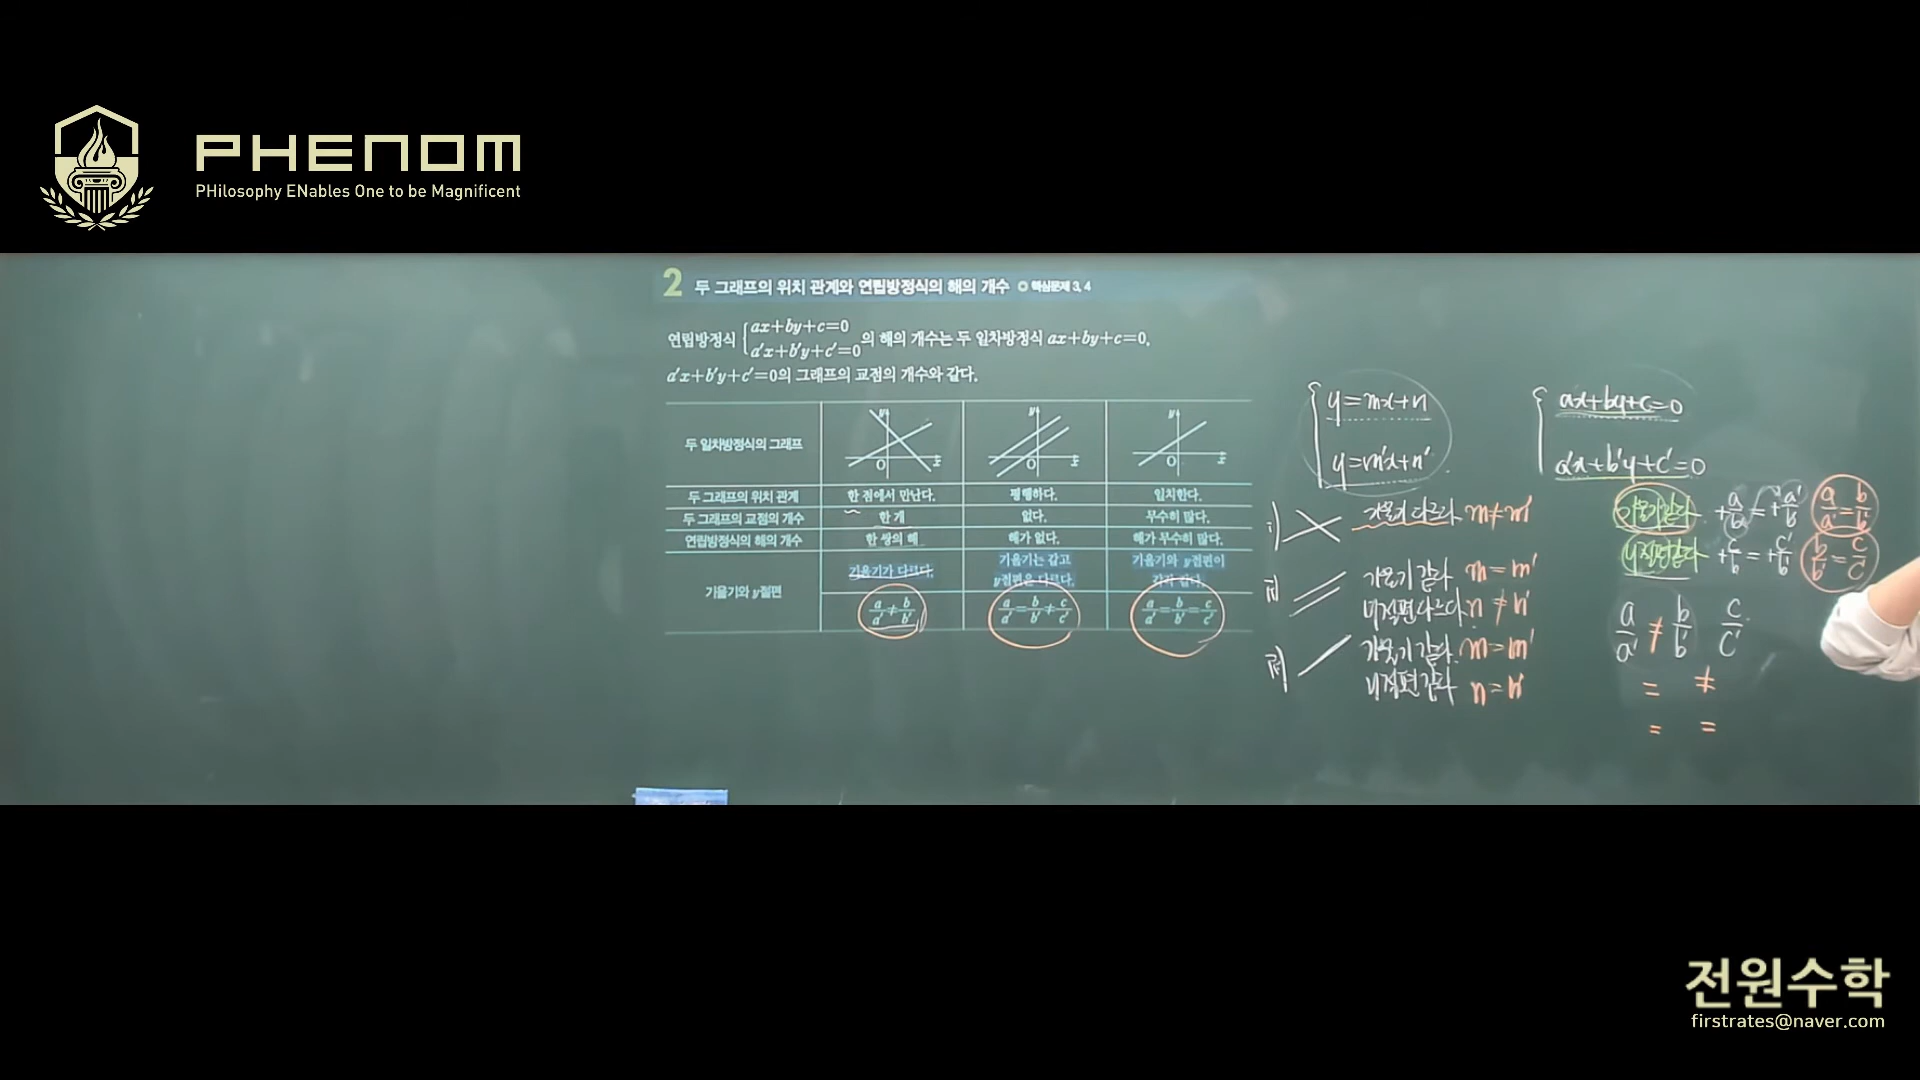 PHENOM
PHilosophy ENables One to be Magnificent
2 두 그래프의 위치 관계와 연립방정식의 해의 개수 핵심문제 3, 4
연립방정식 {ax+by+c=0 a'x+b'y+c'=0 의 해의 개수는 두 일차방정식 ax+by+c=0,
a'x+b'y+c'=0의 그래프의 교점의 개수와 같다.
두 일차방정식의 그래프
y x O
y x O
y x O
두 그래프의 위치 관계 한 점에서 만난다. 평행하다. 일치한다.
두 그래프의 교점의 개수 한 개 없다. 무수히 많다.
연립방정식의 해의 개수 한 쌍의 해 해가 없다. 해가 무수히 많다.
기울기와 y절편
기울기가 다르다.
기울기는 같고
y절편은 다르다.
기울기와 y절편이
각각 같다.
a/a'≠b/b' a/a'=b/b'≠c/c' a/a'=b/b'=c/c'
y=mx+n
y=m'x+n'
i) 기울기 다르다 m≠m'
ii) 기울기 같다 m=m'
y절편 다르다. n≠n'
iii) 기울기 같다. m=m'
y절편 같다 n=n'
ax+by+c=0
a'x+b'y+c'=0
기울기 같다 +a/b=+a'/b' a/a'=b/b'
y절편 같다 +c/b=+c'/b' b/b'=c/c'
a/a' ≠ b/b' c/c'
= ≠
= =
전원수학
firstrates@naver.com